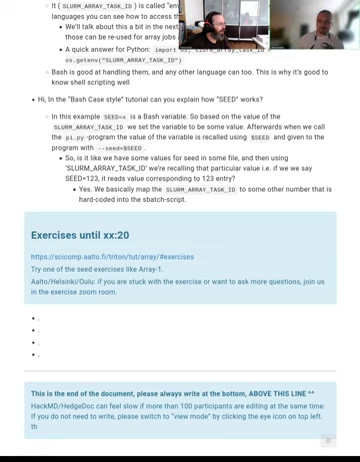 It ( SLURM_ARRAY_TASK_ID ) is called "en
languages you can see how to access th
We'll talk about this a bit in the next
those can be re-used for array jobs
A quick answer for Python: import
os.getenv("SLURM_ARRAY_TASK_ID")
Bash is good at handling them, and any other language can too. This is why it's good to
know shell scripting well
Hi, In the “Bash Case style” tutorial can you explain how “SEED” works?
In this example SEED=x is a Bash variable. So based on the value of the
SLURM_ARRAY_TASK_ID we set the variable to be some value. Afterwards when we call
the pi.py -program the value of the variable is recalled using $SEED and given to the
program with --seed=$SEED .
So, is it like we have some values for seed in some file, and then using
'SLURM_ARRAY_TASK_ID' we're recalling that particular value i.e. if we we say
SEED=123, it reads value corresponding to 123 entry?
Yes. We basically map the SLURM_ARRAY_TASK_ID to some other number that is
hard-coded into the sbatch-script.
Exercises until xx:20
https://scicomp.aalto.fi/triton/tut/array/#exercises
Try one of the seed exercises like Array-1.
Aalto/Helsinki/Oulu: if you are stuck with the exercise or want to ask more questions, join us
in the exercise zoom room.
.
.
.
.
This is the end of the document, please always write at the bottom, ABOVE THIS LINE ^^
HackMD/HedgeDoc can feel slow if more than 100 participants are editing at the same time:
If you do not need to write, please switch to "view mode" by clicking the eye icon on top left.
th